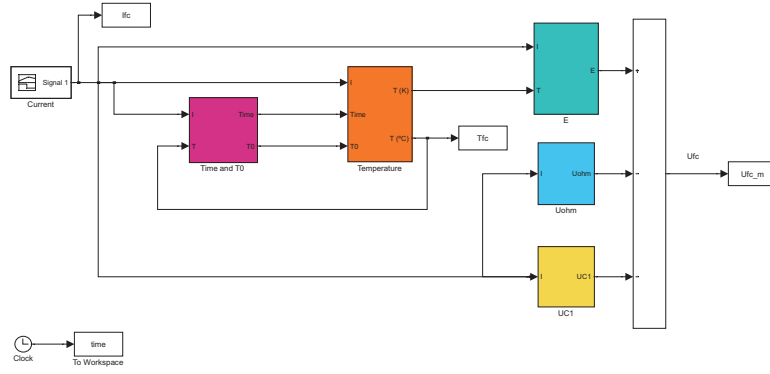 Ifc
Signal 1
Current
I
T
Time
T0
Time and T0
I
Time
T0
T (K)
T (ºC)
Temperature
I
T
E
E
Tfc
I
Uohm
Uohm
I
UC1
UC1
+
-
-
Ufc
Ufc_m
Clock
time
To Workspace